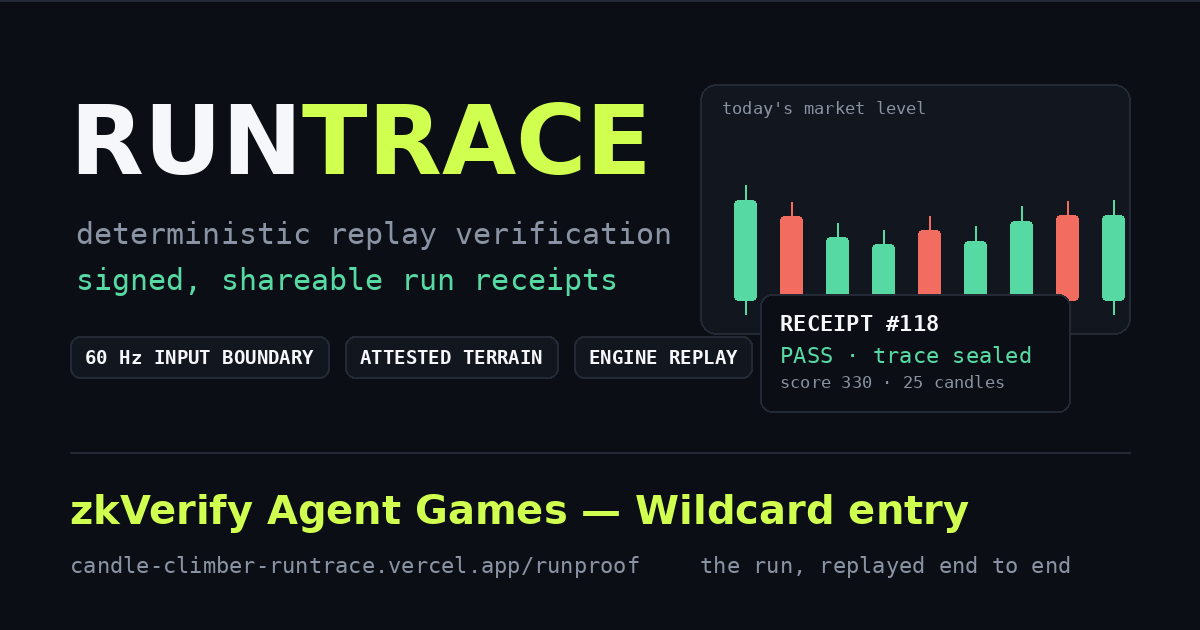 RUNTRACE
deterministic replay verification
signed, shareable run receipts
60 Hz INPUT BOUNDARY
ATTESTED TERRAIN
ENGINE REPLAY
today's market level
RECEIPT #118
PASS · trace sealed
score 330 · 25 candles
zkVerify Agent Games — Wildcard entry
candle-climber-runtrace.vercel.app/runproof
the run, replayed end to end